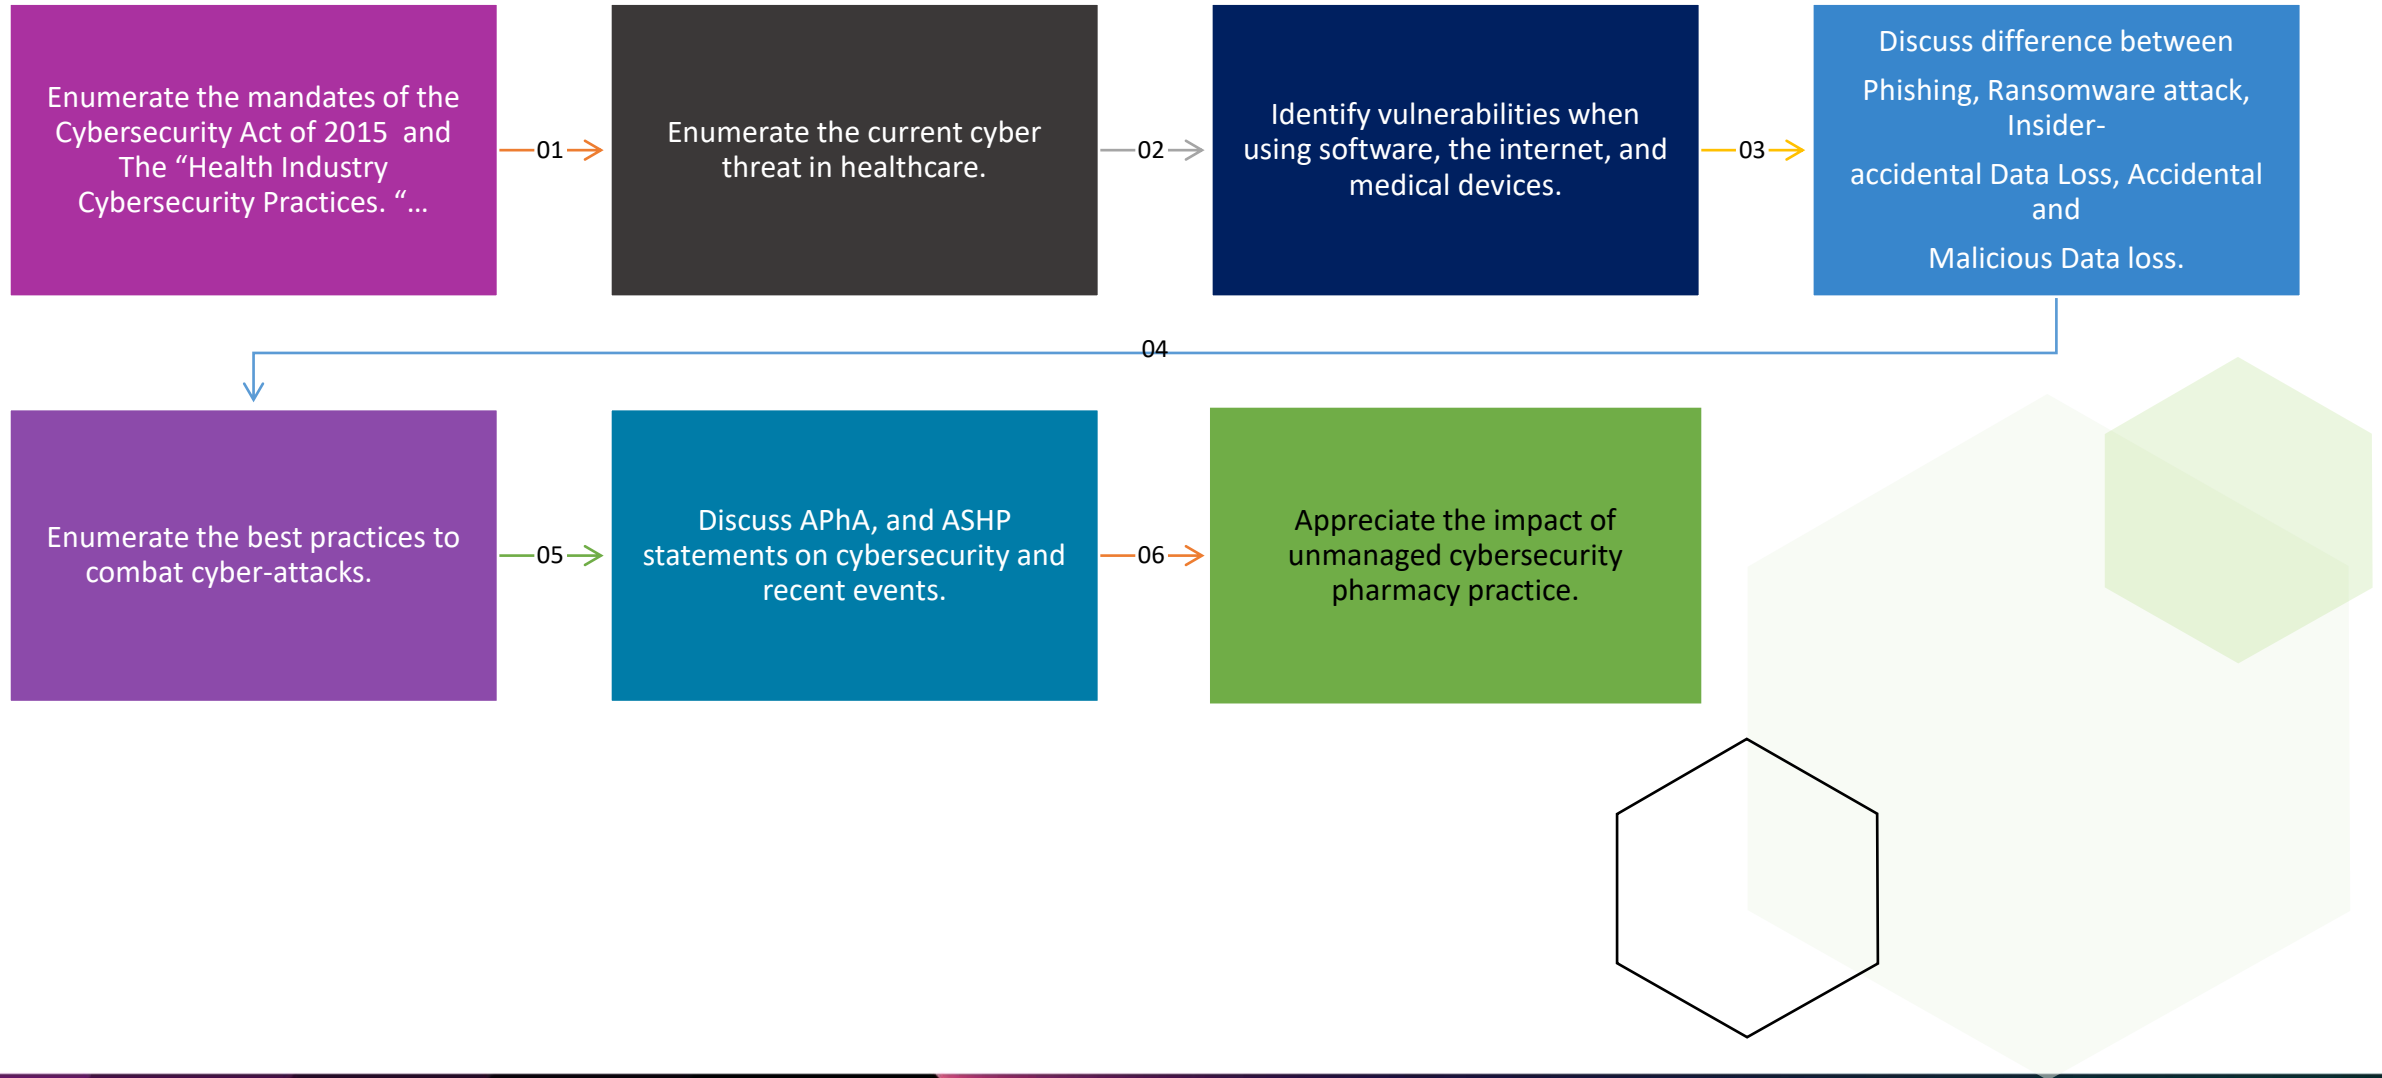 Enumerate the mandates of the
Cybersecurity Act of 2015  and
The “Health Industry
Cybersecurity Practices. “...
01
Enumerate the current cyber
threat in healthcare.
02
Identify vulnerabilities when
using software, the internet, and
medical devices.
03
Discuss difference between
Phishing, Ransomware attack,
Insider-
accidental Data Loss, Accidental
and
Malicious Data loss.
04
Enumerate the best practices to
combat cyber-attacks.
05
Discuss APhA, and ASHP
statements on cybersecurity and
recent events.
06
Appreciate the impact of
unmanaged cybersecurity
pharmacy practice.